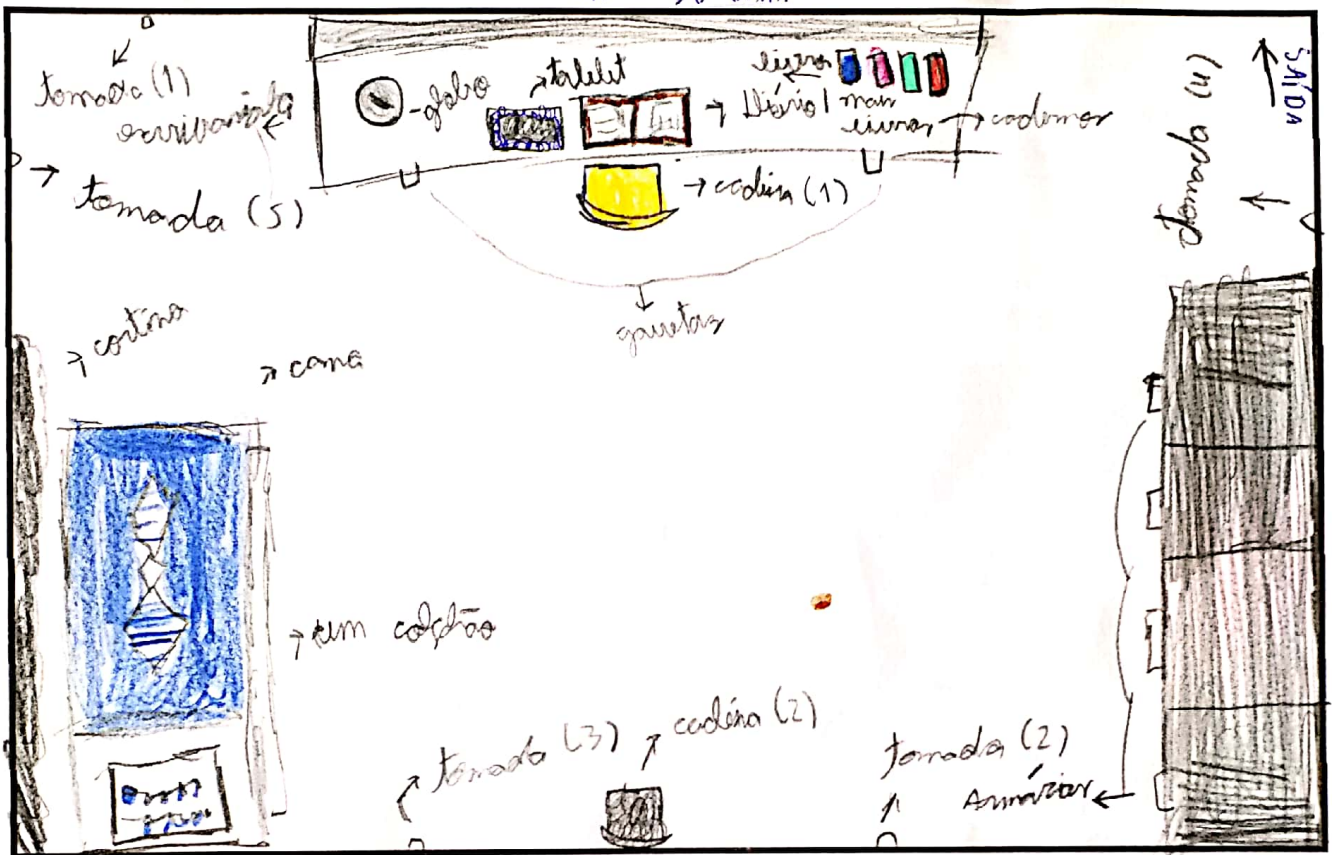 tomada (1)
escrivaninha
tomada (5)
globo
tablet
livros
Diário/
mais
livros
cadernos
cadeira (1)
gavetas
SAÍDA
tomada (4)
cortina
cama
um colchão
tomada (3)
cadeira (2)
tomada (2)
Armários